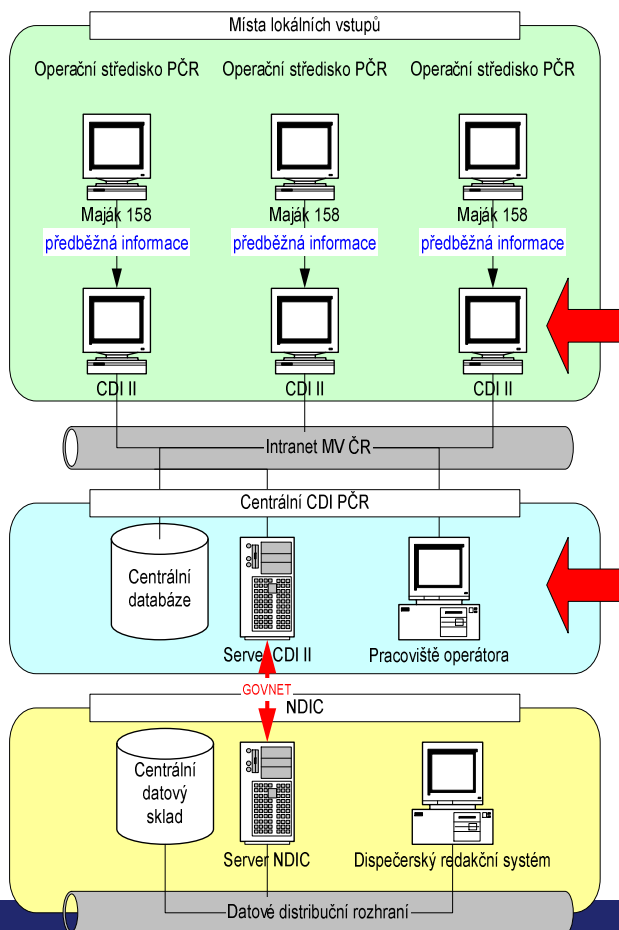 Místa lokálních vstupů
Operační středisko PČR
Operační středisko PČR
Operační středisko PČR
Maják 158
Maják 158
Maják 158
předběžná informace
předběžná informace
předběžná informace
CDI II
CDI II
CDI II
Intranet MV ČR
Centrální CDI PČR
Centrální
databáze
Server CDI II
Pracoviště operátora
GOVNET
NDIC
Centrální
datový
sklad
Server NDIC
Dispečerský redakční systém
Datové distribuční rozhraní